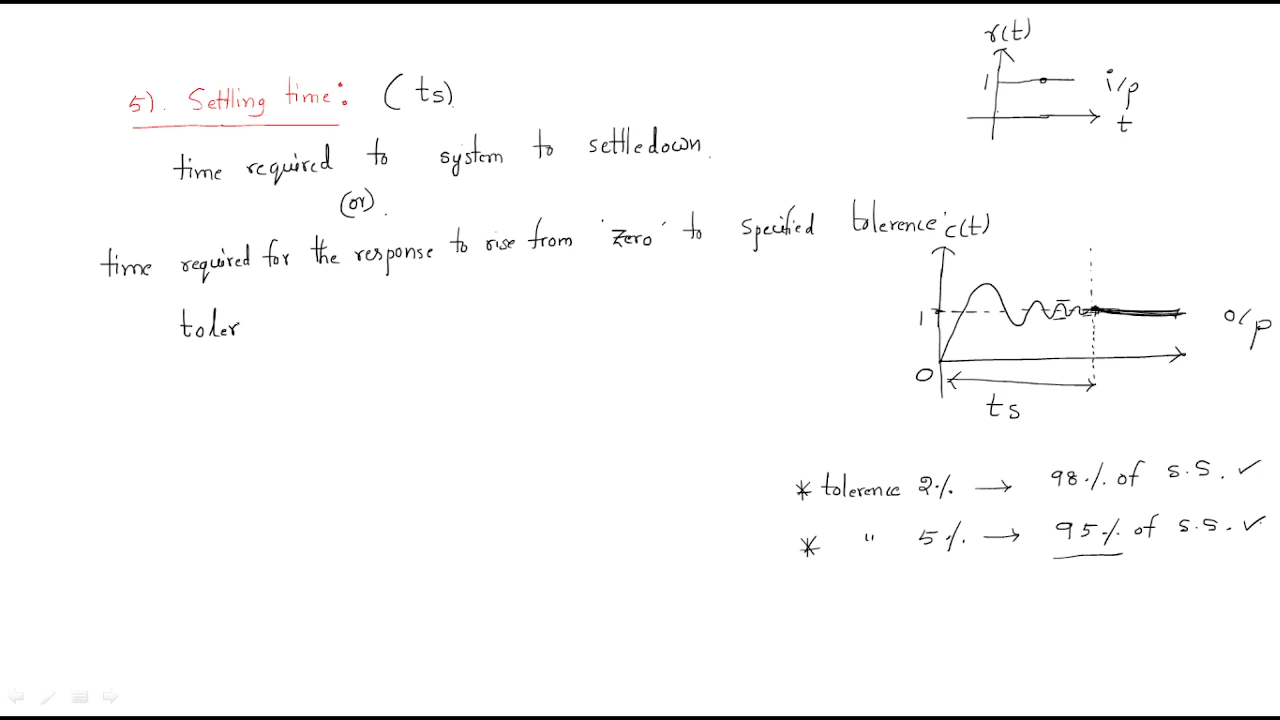 5). Settling time: (ts).
time required to system to settledown.
(or).
time required for the response to rise from 'zero' to specified tolerence'
toler
r(t)
1
i/p
t
c(t)
1
o/p
0
ts
* tolerence 2% → 98% of s.s. ✓
* " 5% → 95% of s.s. ✓